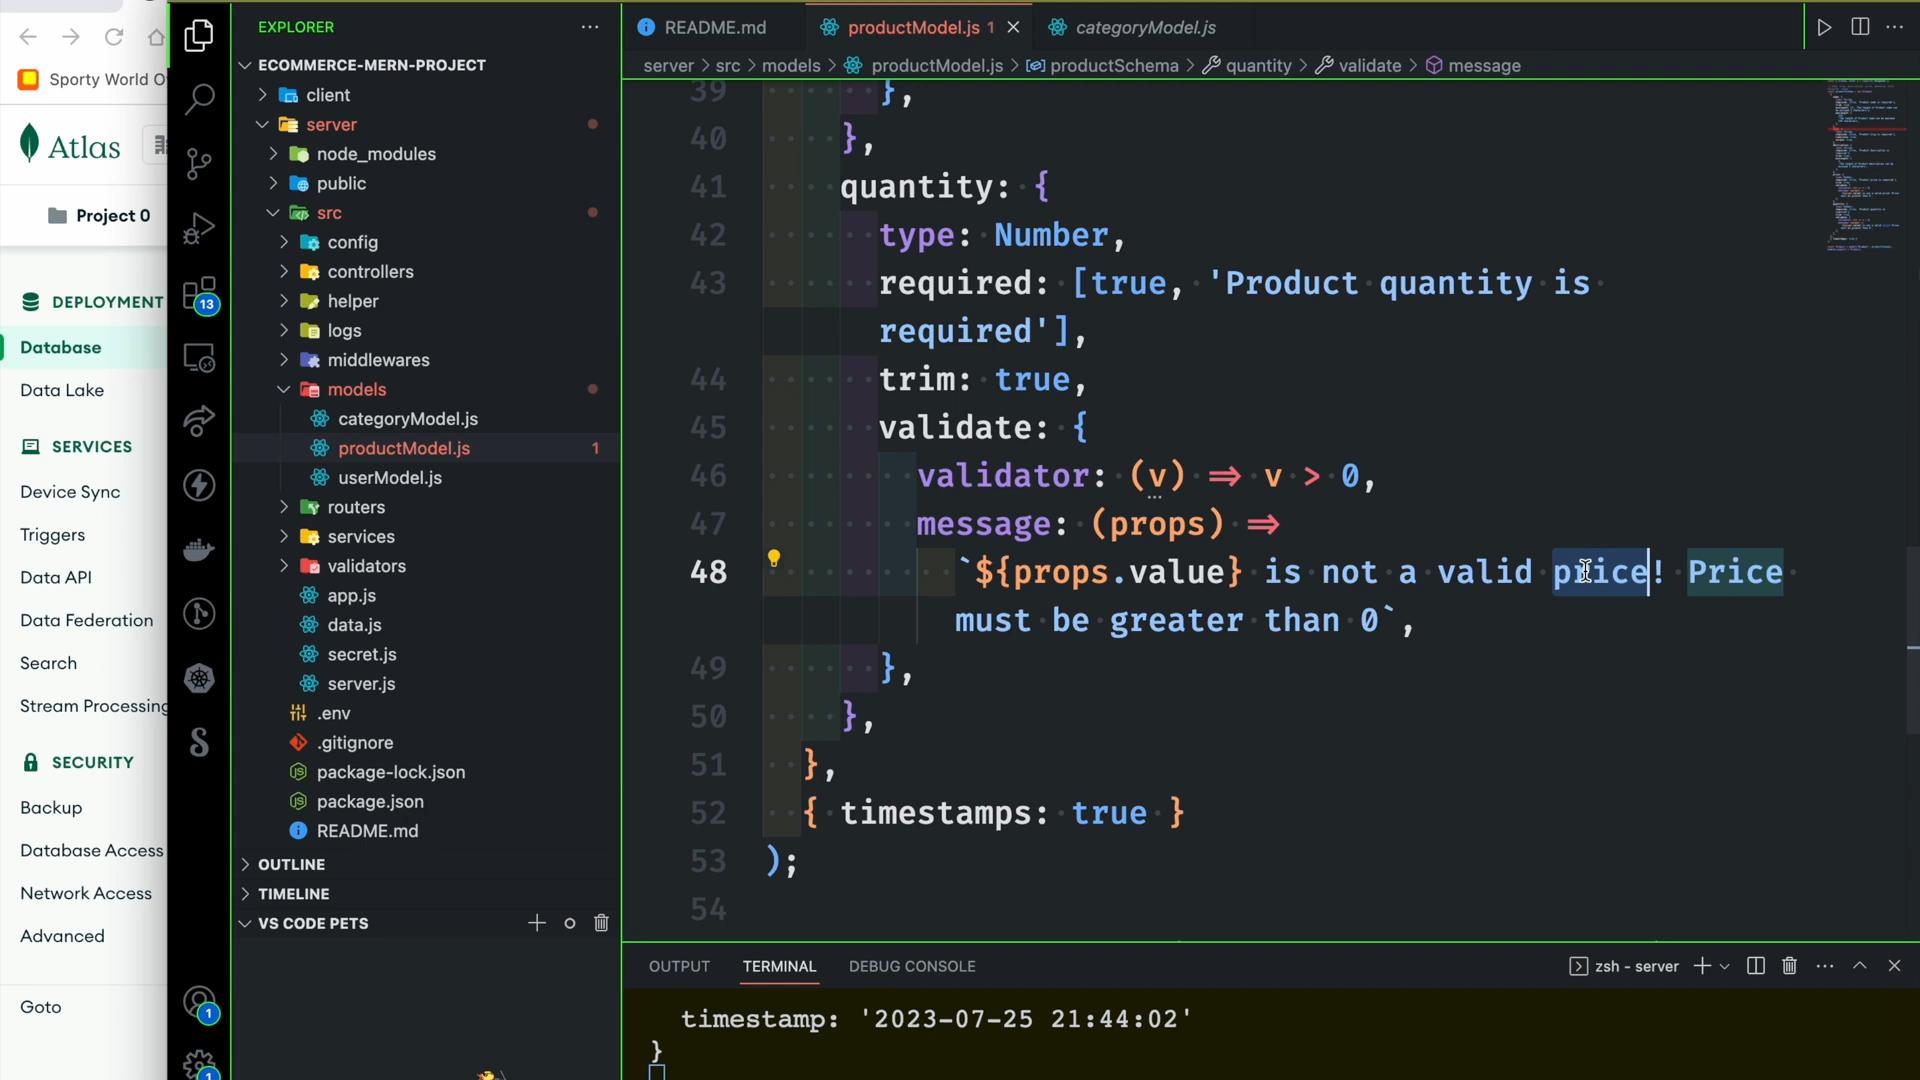 Sporty World O
Atlas
Project 0
DEPLOYMENT
Database
Data Lake
SERVICES
Device Sync
Triggers
Data API
Data Federation
Search
Stream Processing
SECURITY
Backup
Database Access
Network Access
Advanced
Goto
13
1
1
EXPLORER
ECOMMERCE-MERN-PROJECT
client
server
node_modules
public
src
config
controllers
helper
logs
middlewares
models
categoryModel.js
productModel.js 1
userModel.js
routers
services
validators
app.js
data.js
secret.js
server.js
.env
.gitignore
package-lock.json
package.json
README.md
OUTLINE
TIMELINE
VS CODE PETS
README.md productModel.js 1 categoryModel.js
server > src > models > productModel.js > productSchema > quantity > validate > message
39 },
40 },
41 quantity: {
42 type: Number,
43 required: [true, 'Product quantity is
required'],
44 trim: true,
45 validate: {
46 validator: (v) => v > 0,
47 message: (props) =>
48 `${props.value} is not a valid price! Price
must be greater than 0`,
49 },
50 },
51 },
52 { timestamps: true }
53 );
54
OUTPUT TERMINAL DEBUG CONSOLE zsh - server
timestamp: '2023-07-25 21:44:02'
}